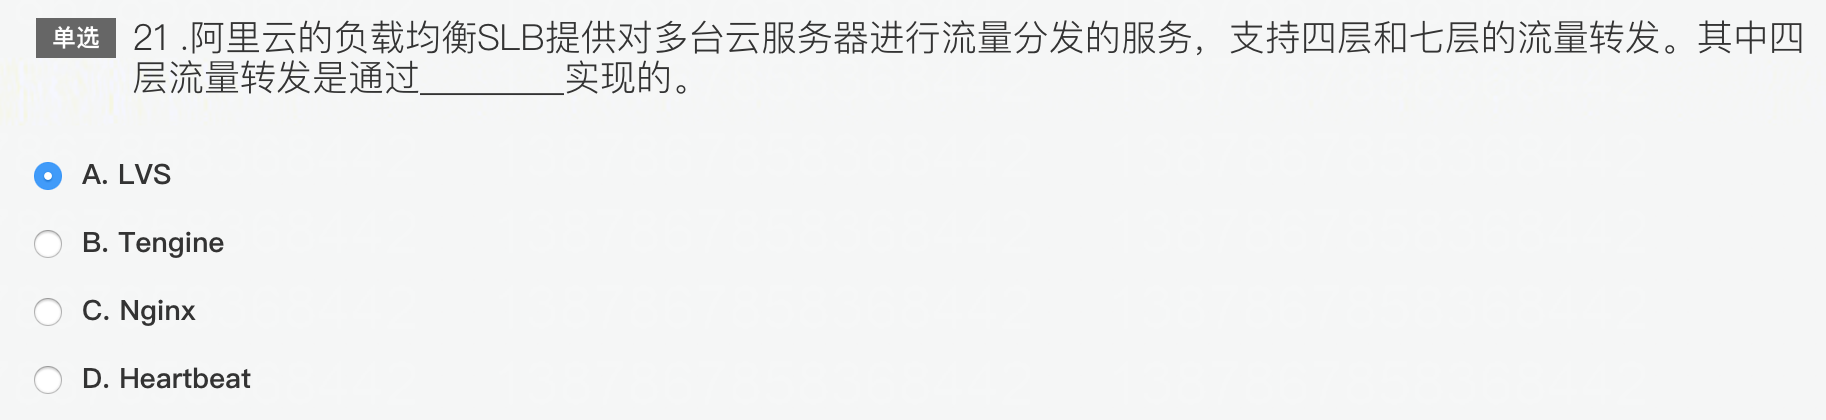 单选 21 .阿里云的负载均衡SLB提供对多台云服务器进行流量分发的服务，支持四层和七层的流量转发。其中四
层流量转发是通过________实现的。
A. LVS
B. Tengine
C. Nginx
D. Heartbeat